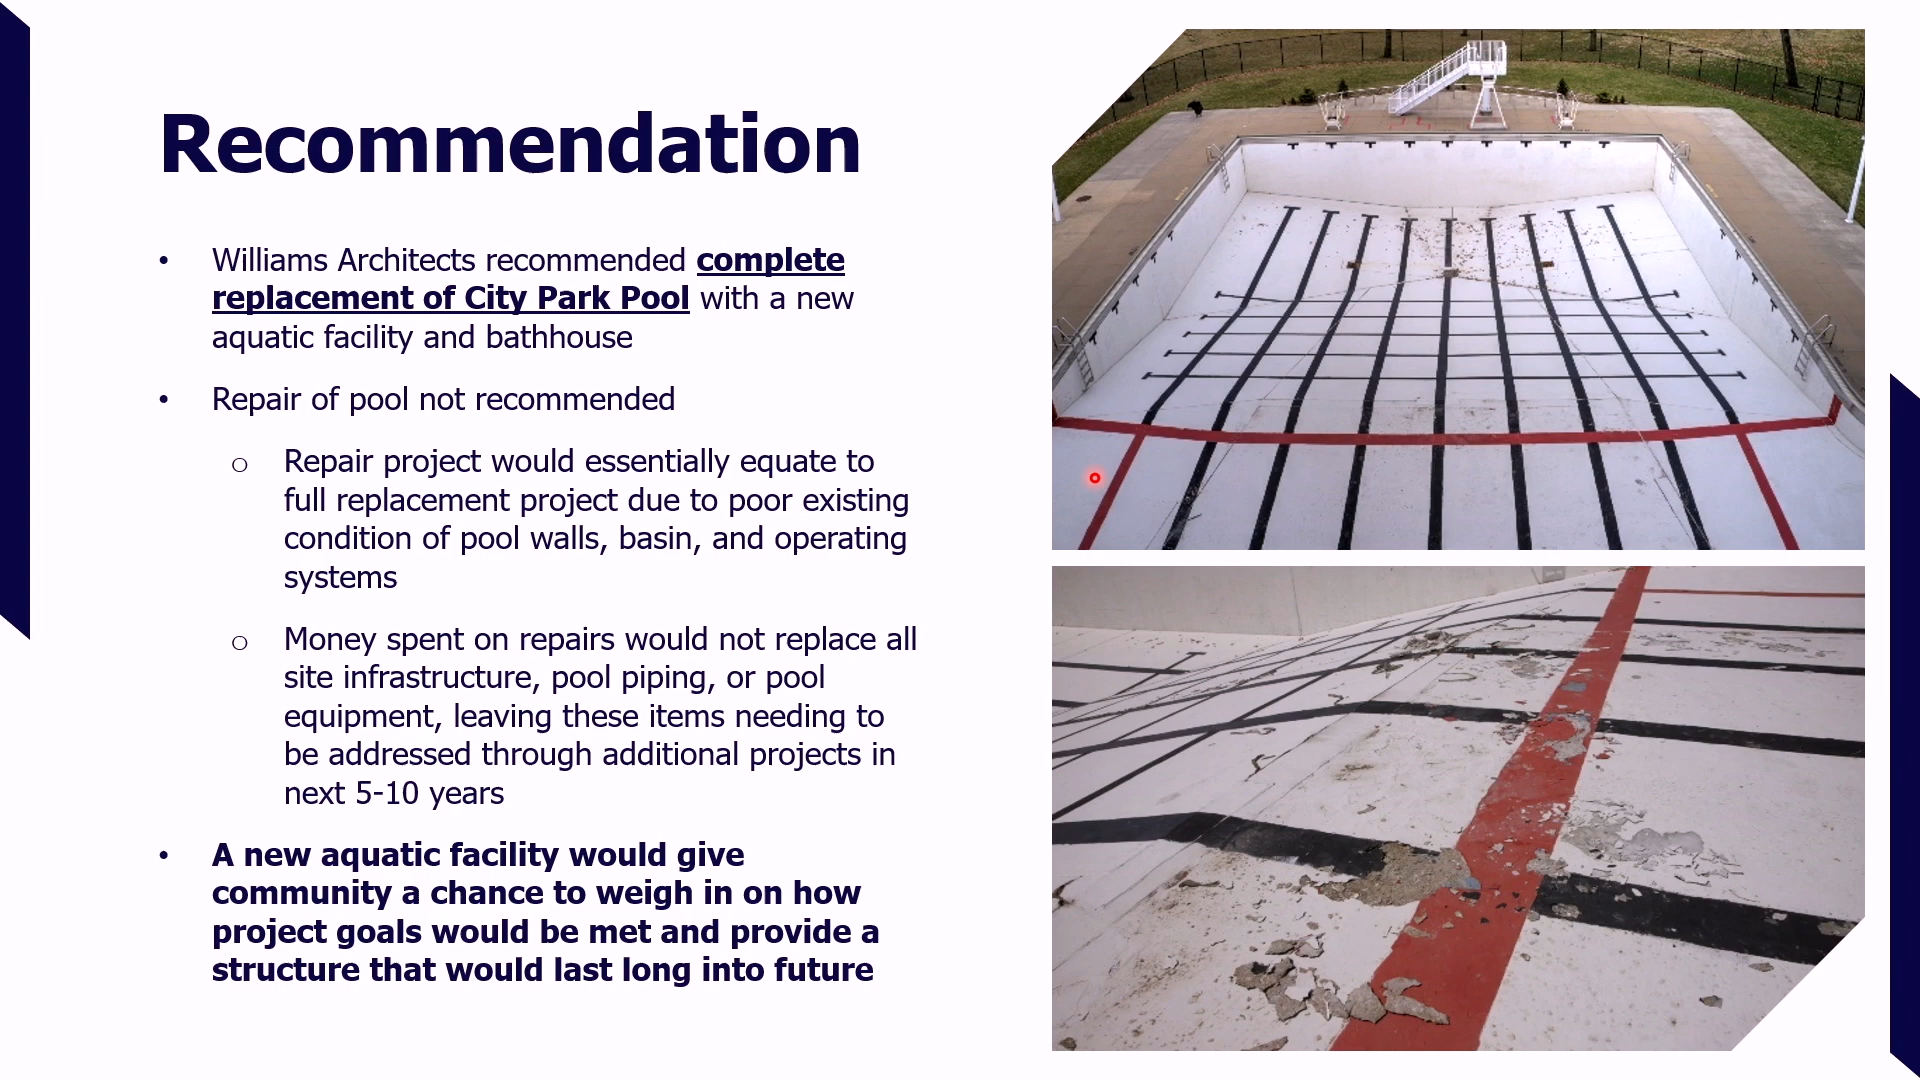 Recommendation
• Williams Architects recommended complete
replacement of City Park Pool with a new
aquatic facility and bathhouse
• Repair of pool not recommended
o Repair project would essentially equate to
full replacement project due to poor existing
condition of pool walls, basin, and operating
systems
o Money spent on repairs would not replace all
site infrastructure, pool piping, or pool
equipment, leaving these items needing to
be addressed through additional projects in
next 5-10 years
• A new aquatic facility would give
community a chance to weigh in on how
project goals would be met and provide a
structure that would last long into future